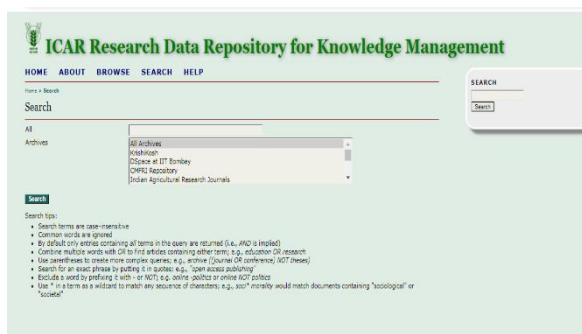 ICAR Research Data Repository for Knowledge Management
HOME ABOUT BROWSE SEARCH HELP
Home > Search
Search
All
Archives
All Archives
KrishiKosh
DSpace at IIT Bombay
CMFRI Repository
Indian Agricultural Research Journals
Search
Search tips:
• Search terms are case-insensitive
• Common words are ignored
• By default only entries containing all terms in the query are returned (i.e., AND is implied)
• Combine multiple words with OR to find articles containing either term; e.g., education OR research
• Use parentheses to create more complex queries; e.g., archive ((journal OR conference) NOT theses)
• Search for an exact phrase by putting it in quotes; e.g., "open access publishing"
• Exclude a word by prefixing it with - or NOT; e.g. online -politics or online NOT politics
• Use * in a term as a wildcard to match any sequence of characters; e.g., soci* morality would match documents containing "sociological" or
"societal"
SEARCH
Search